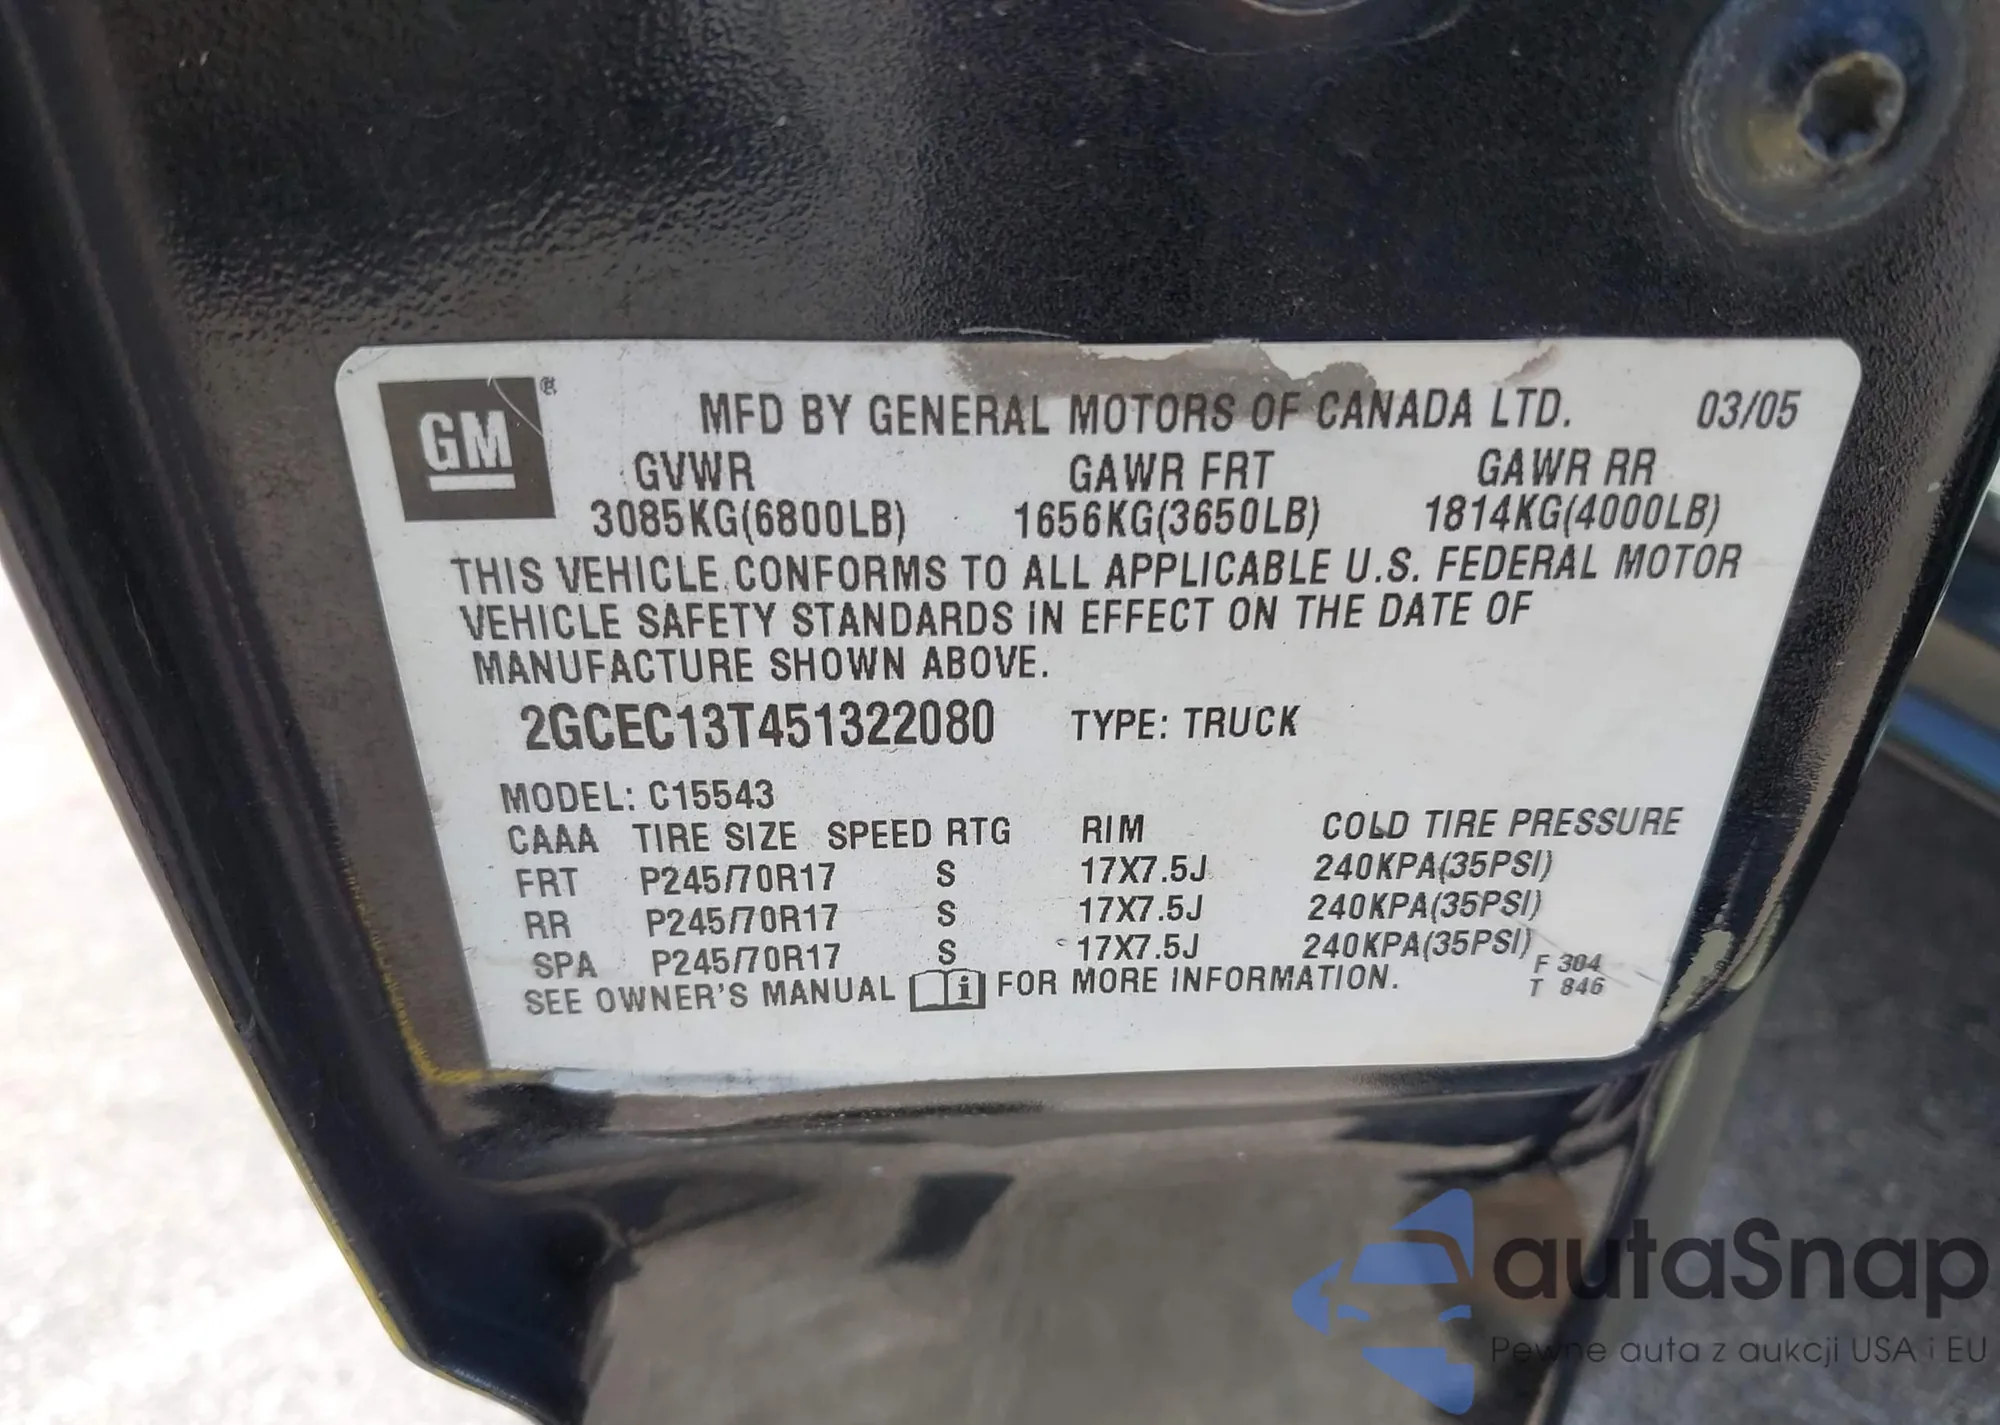 GM ®
MFD BY GENERAL MOTORS OF CANADA LTD. 03/05
GVWR GAWR FRT GAWR RR
3085KG(6800LB) 1656KG(3650LB) 1814KG(4000LB)
THIS VEHICLE CONFORMS TO ALL APPLICABLE U.S. FEDERAL MOTOR
VEHICLE SAFETY STANDARDS IN EFFECT ON THE DATE OF
MANUFACTURE SHOWN ABOVE.
2GCEC13T451322080 TYPE: TRUCK
MODEL: C15543
CAAA TIRE SIZE SPEED RTG RIM COLD TIRE PRESSURE
FRT P245/70R17 S 17X7.5J 240KPA(35PSI)
RR P245/70R17 S 17X7.5J 240KPA(35PSI)
SPA P245/70R17 S 17X7.5J 240KPA(35PSI)
F 304
SEE OWNER'S MANUAL i FOR MORE INFORMATION. T 846
autaSnap
Pewne auta z aukcji USA i EU